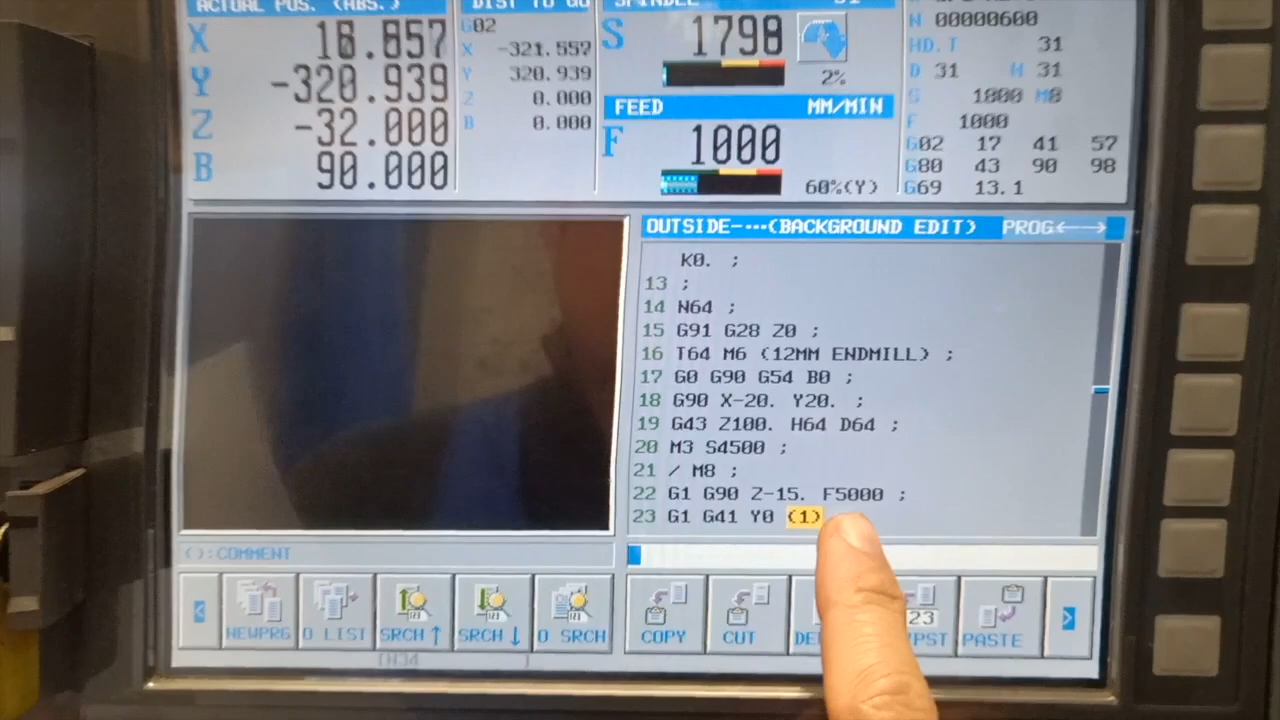 ACTUAL POS. (ABS.)
X 18.857
Y -320.939
Z -32.000
B 90.000
DIST TO GO
G02
X -321.557
Y 320.939
Z 0.000
B 0.000
SPINDLE S1
S 1798
2%
FEED MM/MIN
F 1000
60%(Y)
N 00000600
HD.T 31
D 31 H 31
S 1800 M8
F 1000
G02 17 41 57
G80 43 90 98
G69 13.1
OUTSIDE-···(BACKGROUND EDIT) PROG←→
K0. ;
13 ;
14 N64 ;
15 G91 G28 Z0 ;
16 T64 M6 (12MM ENDMILL) ;
17 G0 G90 G54 B0 ;
18 G90 X-20. Y20. ;
19 G43 Z100. H64 D64 ;
20 M3 S4500 ;
21 / M8 ;
22 G1 G90 Z-15. F5000 ;
23 G1 G41 Y0 (1)
():COMMENT
< NEWPRG O LIST SRCH↑ SRCH↓ O SRCH
COPY CUT PASTE >